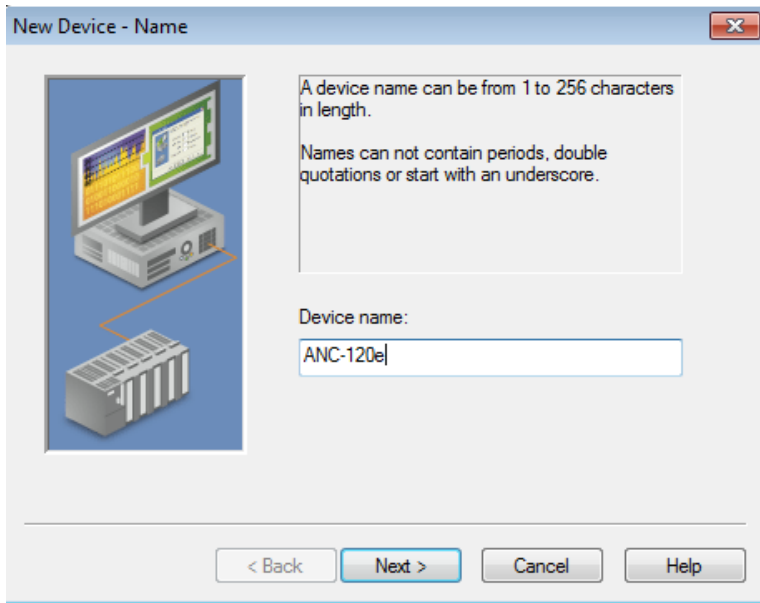 New Device - Name
A device name can be from 1 to 256 characters
in length.
Names can not contain periods, double
quotations or start with an underscore.
Device name:
ANC-120e
< Back
Next >
Cancel
Help